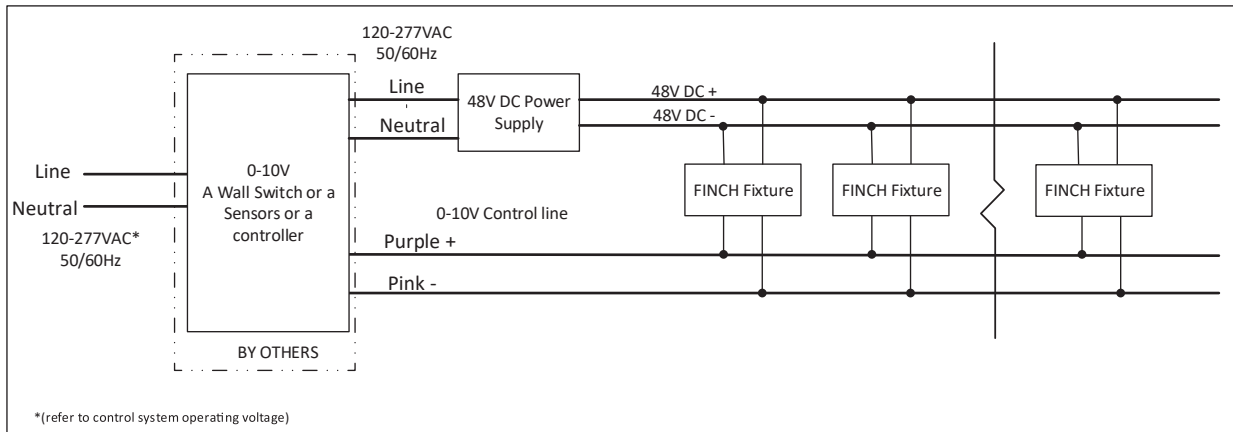 120-277VAC
50/60Hz
Line
Neutral
48V DC Power
Supply
48V DC +
48V DC -
Line
Neutral
120-277VAC*
50/60Hz
0-10V
A Wall Switch or a
Sensors or a
controller
FINCH Fixture
FINCH Fixture
FINCH Fixture
0-10V Control line
Purple +
Pink -
BY OTHERS
*(refer to control system operating voltage)